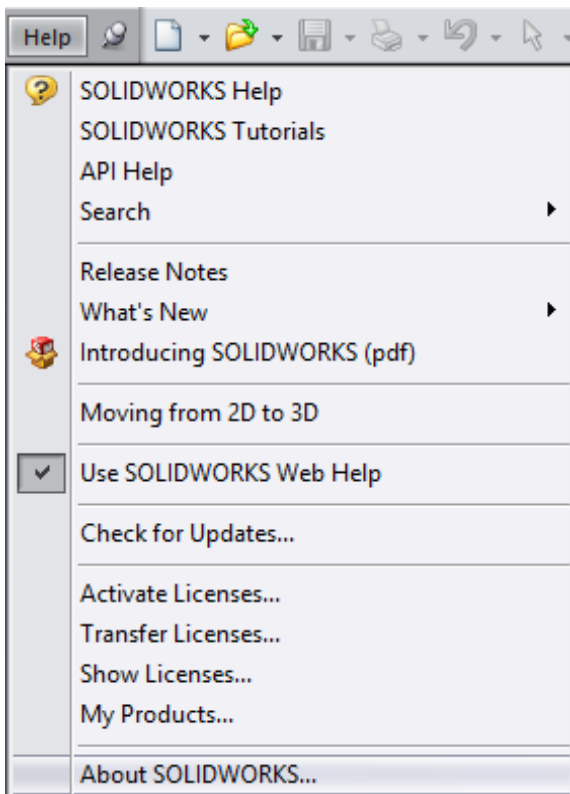 Help
SOLIDWORKS Help
SOLIDWORKS Tutorials
API Help
Search
Release Notes
What's New
Introducing SOLIDWORKS (pdf)
Moving from 2D to 3D
Use SOLIDWORKS Web Help
Check for Updates...
Activate Licenses...
Transfer Licenses...
Show Licenses...
My Products...
About SOLIDWORKS...